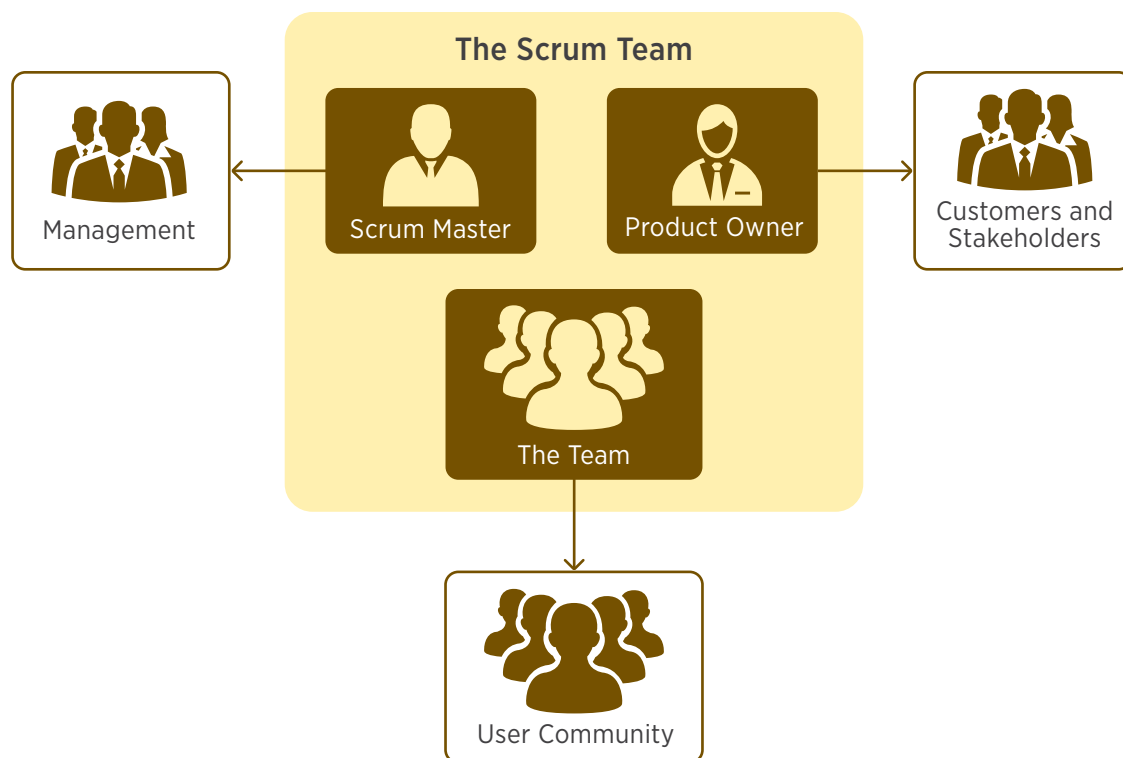 The Scrum Team
Management
Scrum Master
Product Owner
Customers and
Stakeholders
The Team
User Community